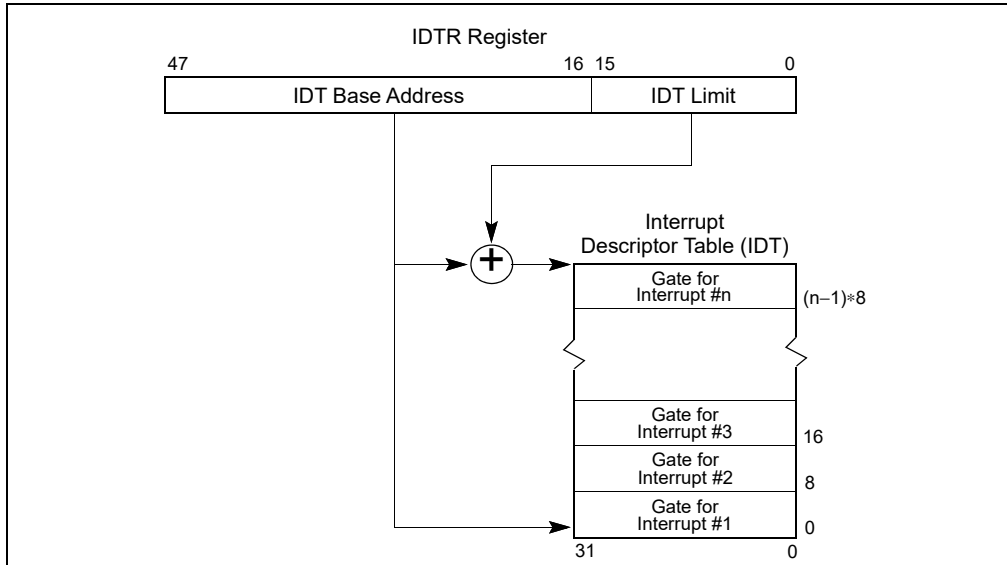 IDTR Register
47 16 15 0
IDT Base Address IDT Limit
+
Interrupt
Descriptor Table (IDT)
Gate for
Interrupt #n
(n−1)∗8
Gate for
Interrupt #3
16
Gate for
Interrupt #2
8
Gate for
Interrupt #1
0
31 0